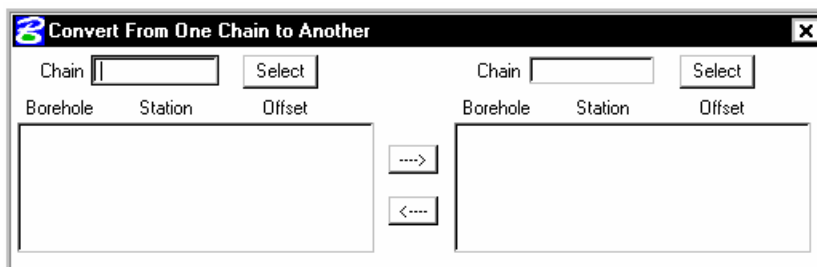 Convert From One Chain to Another
Chain Select Chain Select
Borehole Station Offset Borehole Station Offset
---->
<----